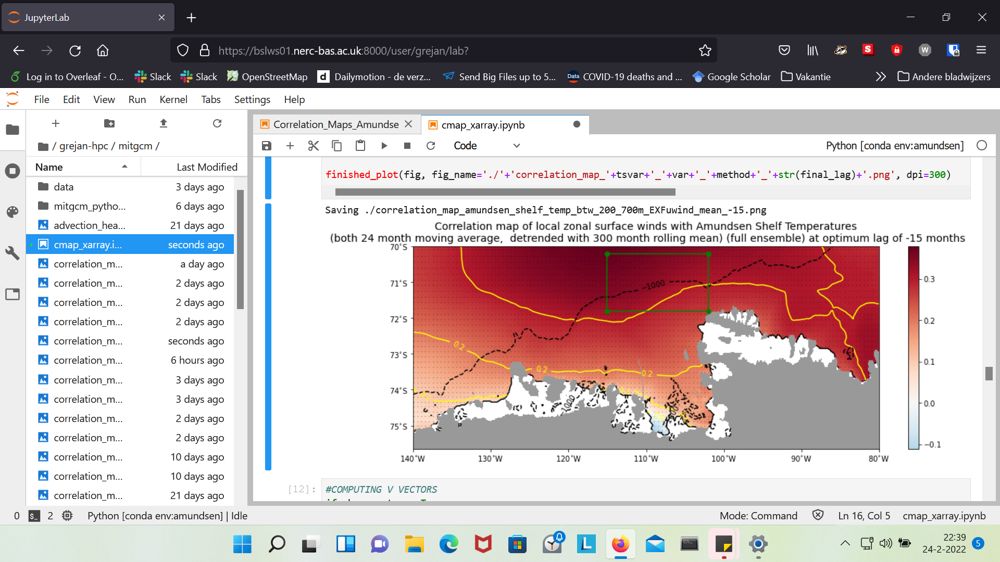 JupyterLab
https://bslws01.nerc-bas.ac.uk:8000/user/grejan/lab?
Log in to Overleaf - O...
Slack
Slack
OpenStreetMap
d
Dailymotion - de verz...
Send Big Files up to 5...
Data
COVID-19 deaths and ...
Google Scholar
Vakantie
Andere bladwijzers
S
W
File Edit View Run Kernel Tabs Settings Help
/ grejan-hpc / mitgcm /
Name Last Modified
data 3 days ago
mitgcm_pytho... 6 days ago
advection_hea... 21 days ago
cmap_xarray.i... seconds ago
correlation_m... a day ago
correlation_m... 2 days ago
correlation_m... 2 days ago
correlation_m... 2 days ago
correlation_m... seconds ago
correlation_m... 6 hours ago
correlation_m... 3 days ago
correlation_m... 3 days ago
correlation_m... 2 days ago
correlation_m... 2 days ago
correlation_m... 10 days ago
correlation_m... 10 days ago
correlation_m... 21 days ago
Correlation_Maps_Amundse
cmap_xarray.ipynb
Code
Python [conda env:amundsen]
finished_plot(fig, fig_name='./'+'correlation_map_'+tsvar+'_'+var+'_'+method+'_'+str(final_lag)+'.png', dpi=300)
Saving ./correlation_map_amundsen_shelf_temp_btw_200_700m_EXFuwind_mean_-15.png
Correlation map of local zonal surface winds with Amundsen Shelf Temperatures
(both 24 month moving average,  detrended with 300 month rolling mean) (full ensemble) at optimum lag of -15 months
70°S
71°S
72°S
73°S
74°S
75°S
−1000
0.2
0.2
0.2
0.1
0.1
1000
0.0
140°W 130°W 120°W 110°W 100°W 90°W 80°W
0.3
0.2
0.1
0.0
−0.1
[12]:
#COMPUTING V VECTORS
0
$_
2
Python [conda env:amundsen] | Idle
Mode: Command
Ln 16, Col 5
cmap_xarray.ipynb
L
22:39
24-2-2022
5